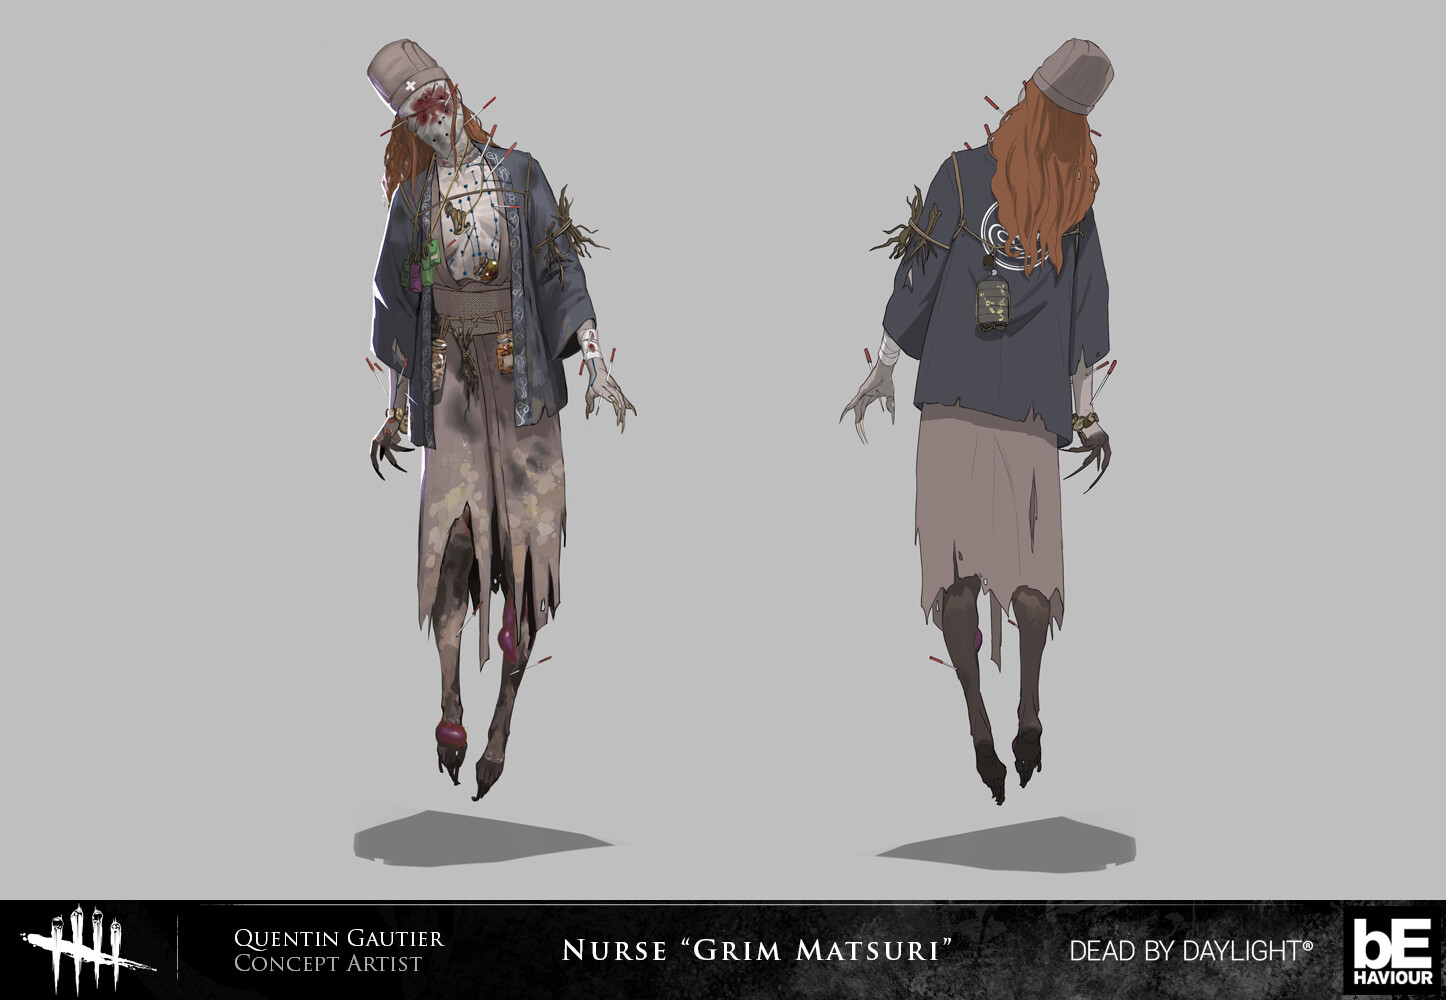 Quentin Gautier
Concept Artist
Nurse “Grim Matsuri”
DEAD BY DAYLIGHT®
bE
HAVIOUR